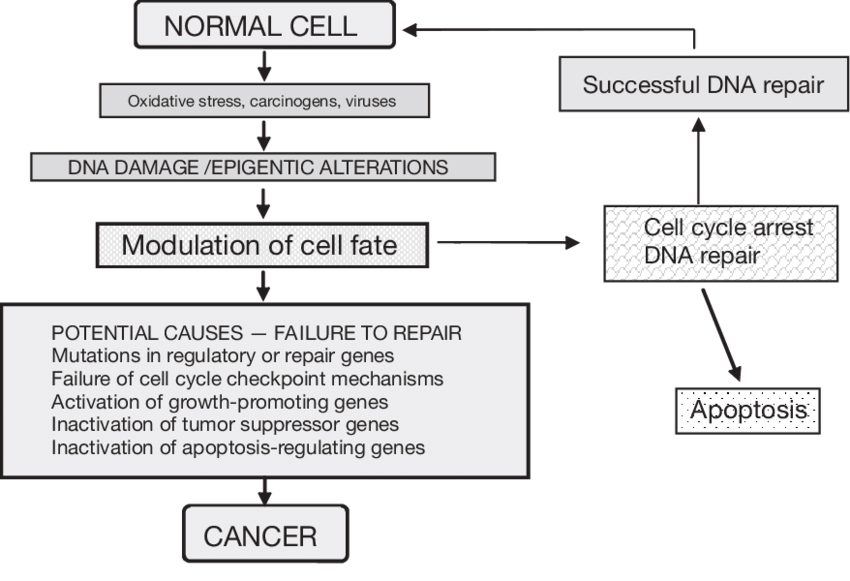 NORMAL CELL
Oxidative stress, carcinogens, viruses
DNA DAMAGE /EPIGENTIC ALTERATIONS
Modulation of cell fate
POTENTIAL CAUSES — FAILURE TO REPAIR
Mutations in regulatory or repair genes
Failure of cell cycle checkpoint mechanisms
Activation of growth-promoting genes
Inactivation of tumor suppressor genes
Inactivation of apoptosis-regulating genes
CANCER
Successful DNA repair
Cell cycle arrest
DNA repair
Apoptosis